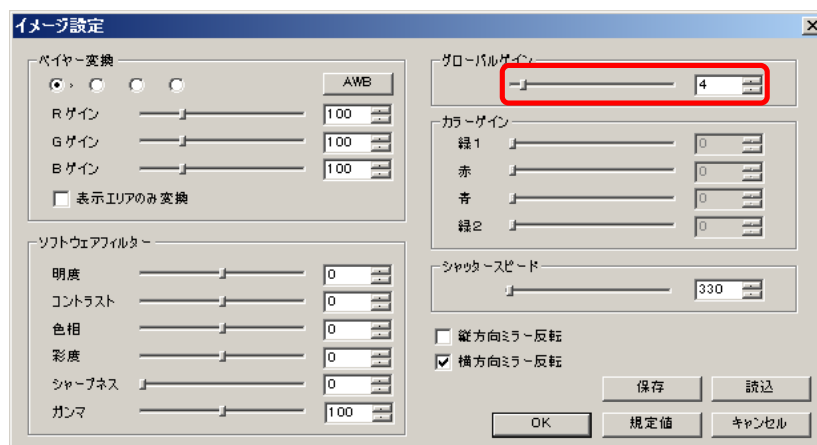 イメージ設定
ベイヤー変換
AWB
Rゲイン 100
Gゲイン 100
Bゲイン 100
表示エリアのみ変換
ソフトウェアフィルター
明度 0
コントラスト 0
色相 0
彩度 0
シャープネス 0
ガンマ 100
グローバルゲイン
4
カラーゲイン
緑1 0
赤 0
青 0
緑2 0
シャッタースピード
330
縦方向ミラー反転
横方向ミラー反転
保存 読込
OK 規定値 キャンセル